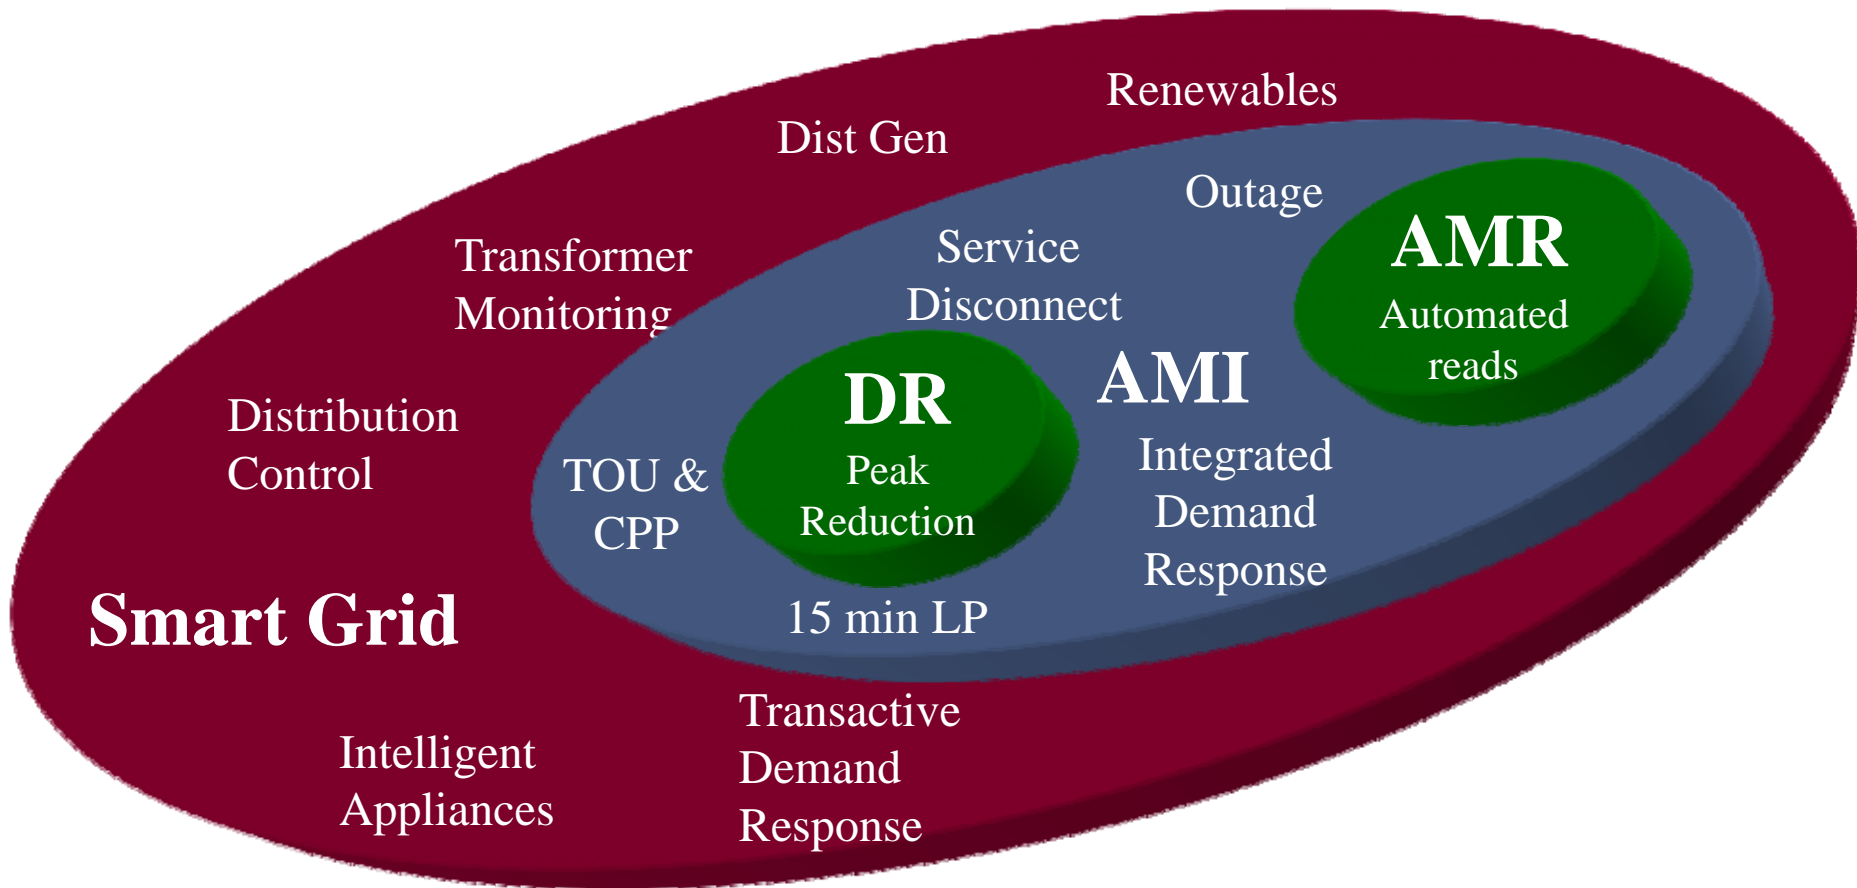 Renewables
Dist Gen
Outage
AMR
Automated
reads
Service
Disconnect
Transformer
Monitoring
AMI
DR
Peak
Reduction
Distribution
Control
TOU &
CPP
Integrated
Demand
Response
15 min LP
Smart Grid
Transactive
Demand
Response
Intelligent
Appliances